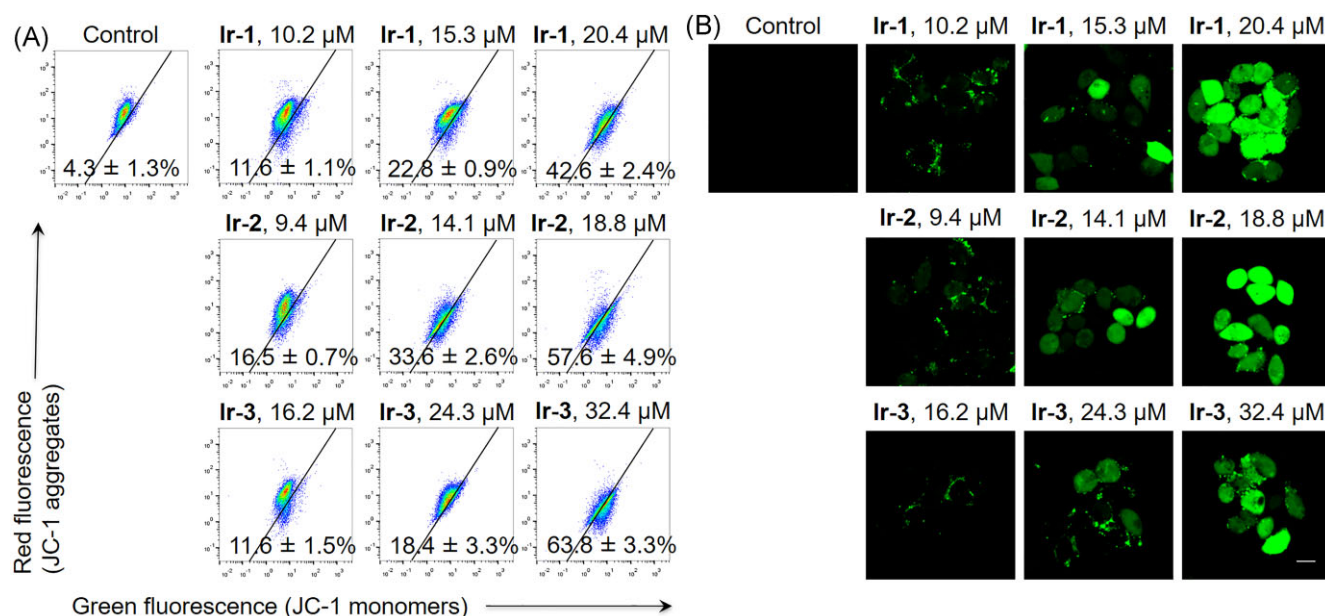 (A)
Control
Ir-1, 10.2 μM
Ir-1, 15.3 μM
Ir-1, 20.4 μM
4.3 ± 1.3%
11.6 ± 1.1%
22.8 ± 0.9%
42.6 ± 2.4%
Ir-2, 9.4 μM
Ir-2, 14.1 μM
Ir-2, 18.8 μM
16.5 ± 0.7%
33.6 ± 2.6%
57.6 ± 4.9%
Ir-3, 16.2 μM
Ir-3, 24.3 μM
Ir-3, 32.4 μM
11.6 ± 1.5%
18.4 ± 3.3%
63.8 ± 3.3%
Red fluorescence
(JC-1 aggregates)
Green fluorescence (JC-1 monomers)
(B)
Control
Ir-1, 10.2 μM
Ir-1, 15.3 μM
Ir-1, 20.4 μM
Ir-2, 9.4 μM
Ir-2, 14.1 μM
Ir-2, 18.8 μM
Ir-3, 16.2 μM
Ir-3, 24.3 μM
Ir-3, 32.4 μM